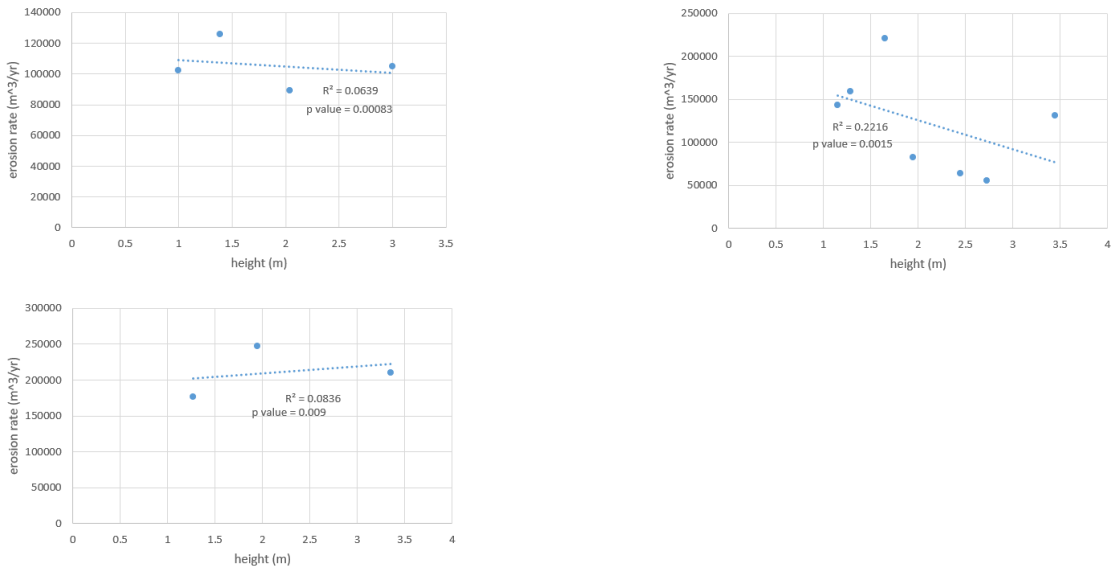 140000
120000
100000
80000
60000
40000
20000
0
erosion rate (m^3/yr)
R² = 0.0639
p value = 0.00083
0 0.5 1 1.5 2 2.5 3 3.5
height (m)
250000
200000
150000
100000
50000
0
erosion rate (m^3/yr)
R² = 0.2216
p value = 0.0015
0 0.5 1 1.5 2 2.5 3 3.5 4
height (m)
300000
250000
200000
150000
100000
50000
0
erosion rate (m^3/yr)
R² = 0.0836
p value = 0.009
0 0.5 1 1.5 2 2.5 3 3.5 4
height (m)